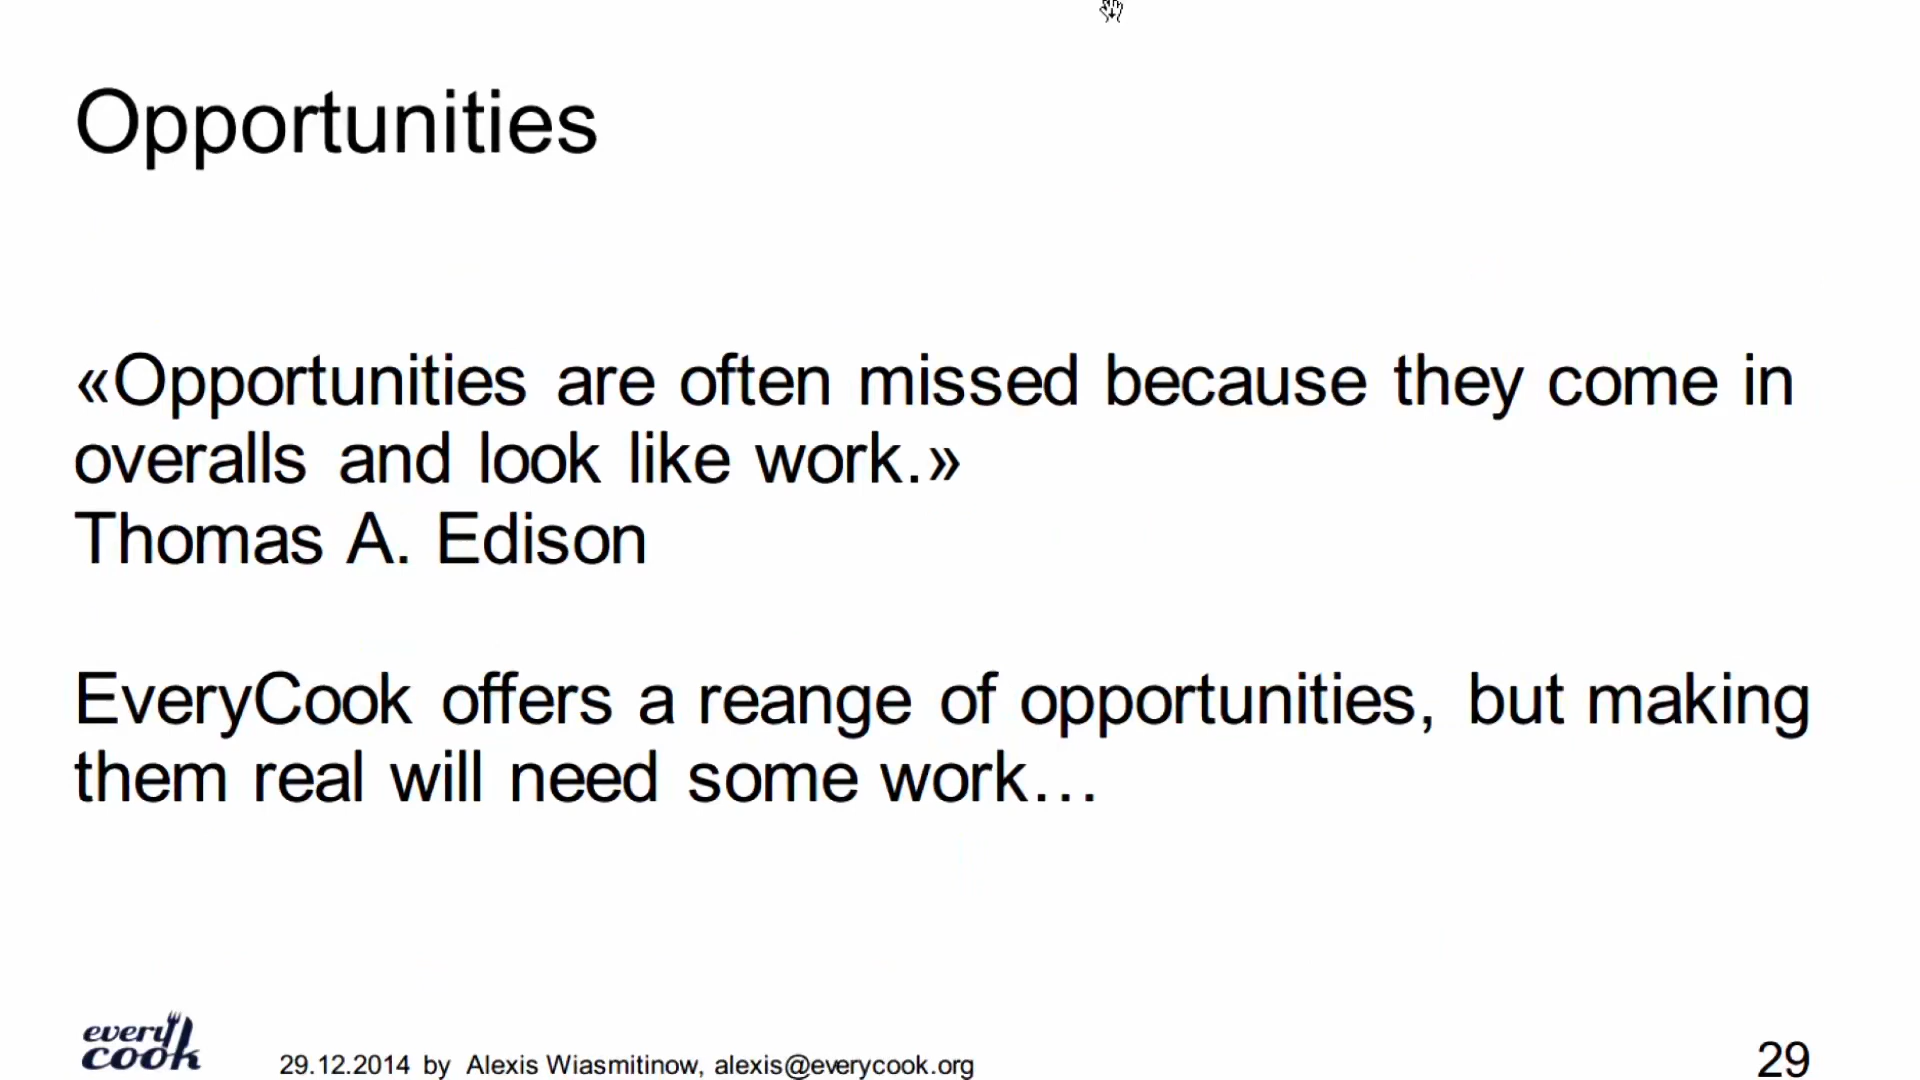 Opportunities
«Opportunities are often missed because they come in
overalls and look like work.»
Thomas A. Edison
EveryCook offers a reange of opportunities, but making
them real will need some work…
every
cook
29.12.2014 by Alexis Wiasmitinow, alexis@everycook.org
29